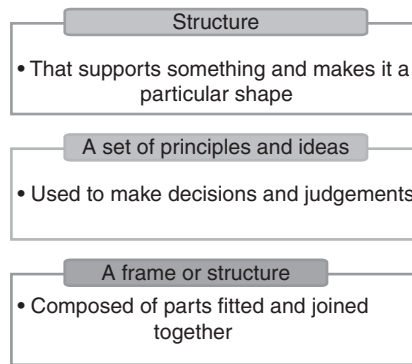 Structure
• That supports something and makes it a
particular shape
A set of principles and ideas
• Used to make decisions and judgements
A frame or structure
• Composed of parts fitted and joined
together